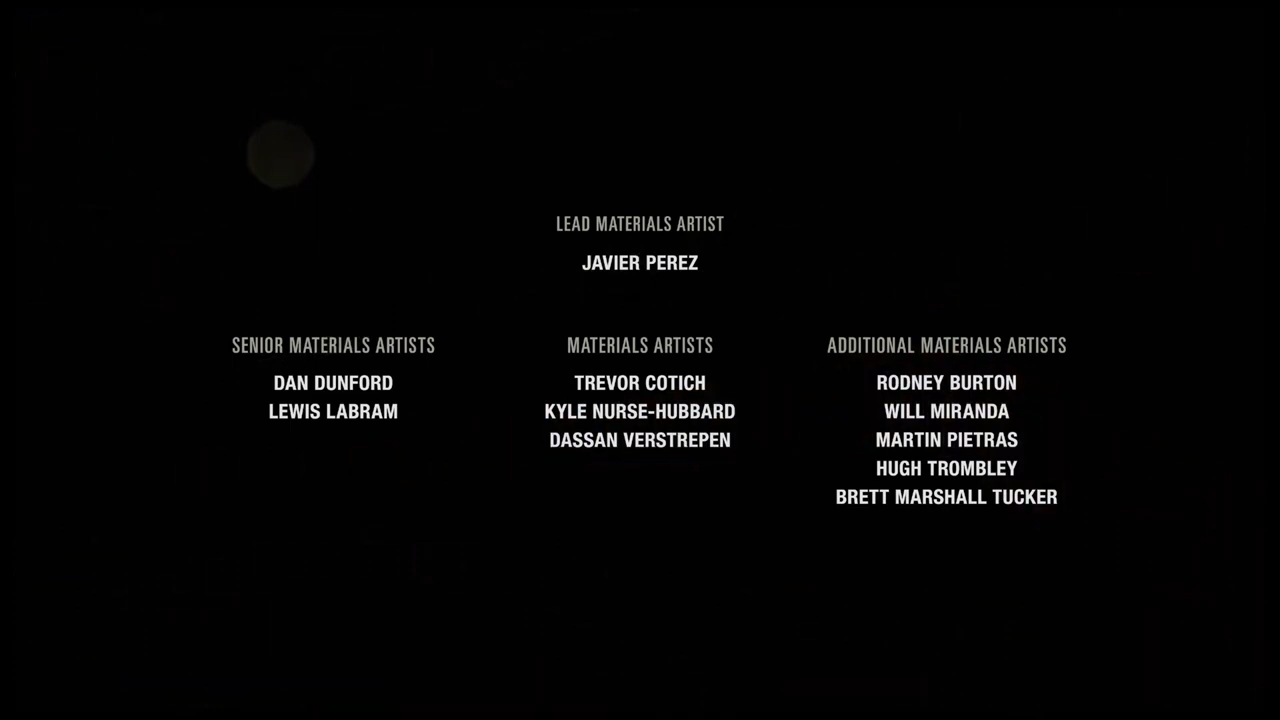 LEAD MATERIALS ARTIST
JAVIER PEREZ
SENIOR MATERIALS ARTISTS
DAN DUNFORD
LEWIS LABRAM
MATERIALS ARTISTS
TREVOR COTICH
KYLE NURSE-HUBBARD
DASSAN VERSTREPEN
ADDITIONAL MATERIALS ARTISTS
RODNEY BURTON
WILL MIRANDA
MARTIN PIETRAS
HUGH TROMBLEY
BRETT MARSHALL TUCKER